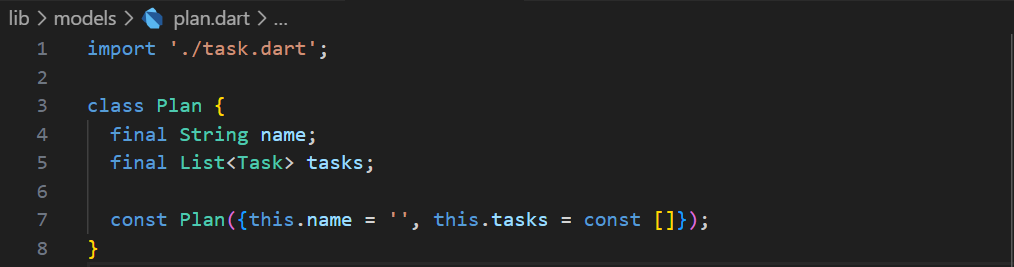 lib > models > plan.dart > ...
1 import './task.dart';
2
3 class Plan {
4 final String name;
5 final List<Task> tasks;
6
7 const Plan({this.name = '', this.tasks = const []});
8 }